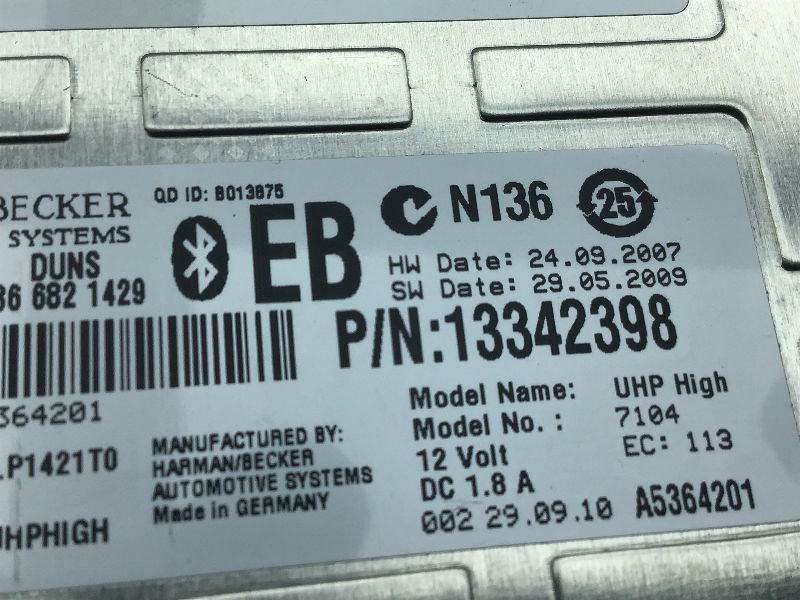 BECKER
SYSTEMS
DUNS
36 682 1429
QD ID: B013875
EB
N136
25
HW Date: 24.09.2007
SW Date: 29.05.2009
P/N:13342398
364201
.P1421T0
UHPHIGH
MANUFACTURED BY:
HARMAN/BECKER
AUTOMOTIVE SYSTEMS
Made in GERMANY
Model Name: UHP High
Model No.: 7104
12 Volt EC: 113
DC 1.8 A
002 29.09.10 A5364201